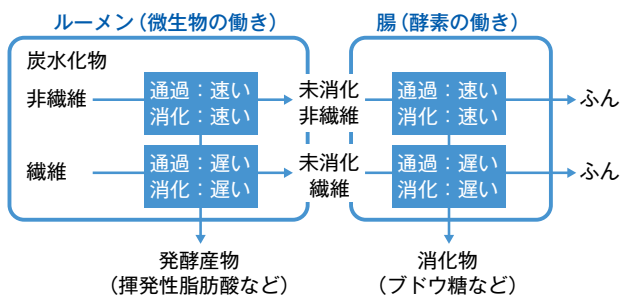 ルーメン(微生物の働き)
腸(酵素の働き)
炭水化物
非繊維
通過:速い
消化:速い
未消化
非繊維
通過:速い
消化:速い
ふん
繊維
通過:遅い
消化:遅い
未消化
繊維
通過:遅い
消化:遅い
ふん
発酵産物
(揮発性脂肪酸など)
消化物
(ブドウ糖など)